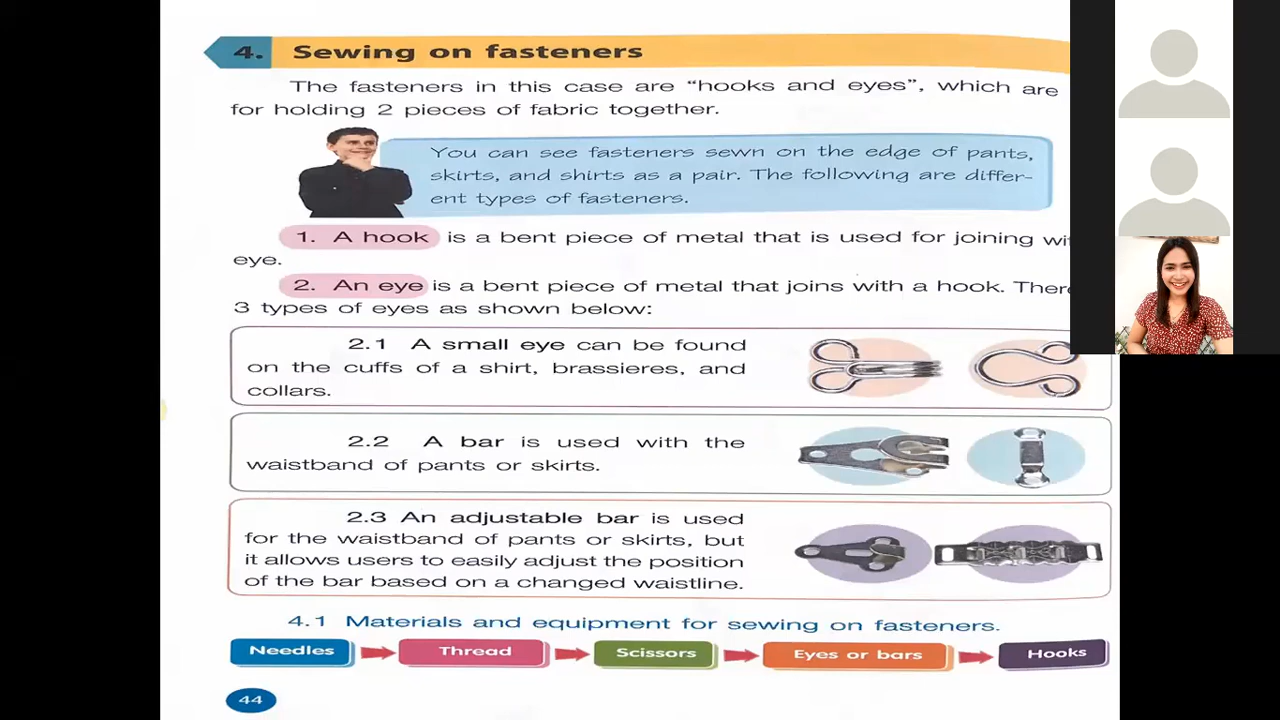 4. Sewing on fasteners
The fasteners in this case are “hooks and eyes”, which are
for holding 2 pieces of fabric together.
You can see fasteners sewn on the edge of pants,
skirts, and shirts as a pair. The following are differ-
ent types of fasteners.
1. A hook is a bent piece of metal that is used for joining
eye.
2. An eye is a bent piece of metal that joins with a hook.
3 types of eyes as shown below:
2.1 A small eye can be found
on the cuffs of a shirt, brassieres, and
collars.
2.2 A bar is used with the
waistband of pants or skirts.
2.3 An adjustable bar is used
for the waistband of pants or skirts, but
it allows users to easily adjust the position
of the bar based on a changed waistline.
4.1 Materials and equipment for sewing on fasteners.
Needles Thread Scissors Eyes or bars Hooks
44